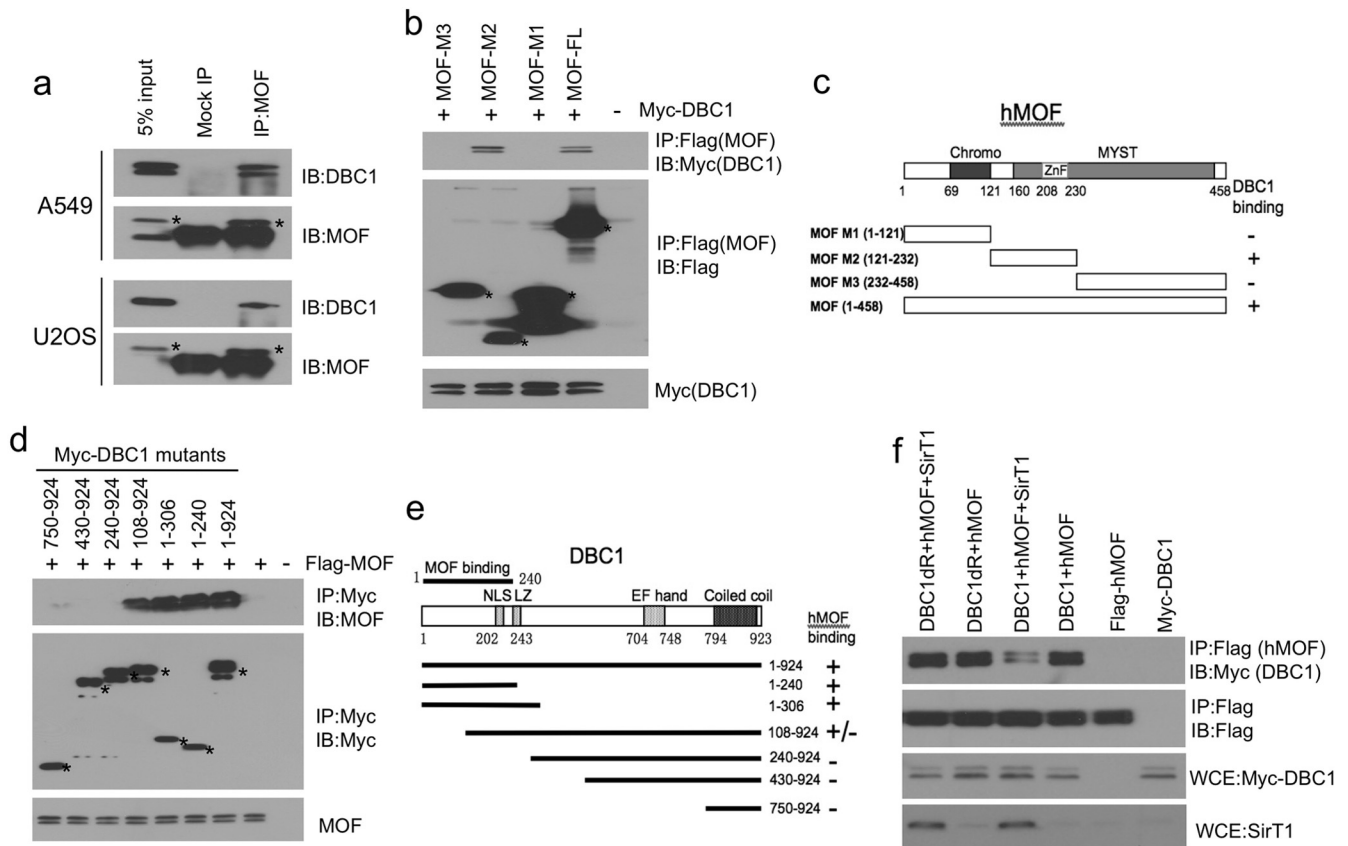 a
5% input
Mock IP
IP:MOF
A549
IB:DBC1
* *
IB:MOF
U2OS
IB:DBC1
* *
IB:MOF
b
MOF-M3
MOF-M2
MOF-M1
MOF-FL
+ + + + - Myc-DBC1
IP:Flag(MOF)
IB:Myc(DBC1)
IP:Flag(MOF)
IB:Flag
* * * *
Myc(DBC1)
c
hMOF
Chromo MYST
ZnF
1 69 121 160 208 230 458
DBC1
binding
MOF M1 (1-121) -
MOF M2 (121-232) +
MOF M3 (232-458) -
MOF (1-458) +
d
Myc-DBC1 mutants
750-924
430-924
240-924
108-924
1-306
1-240
1-924
+ + + + + + + + - Flag-MOF
IP:Myc
IB:MOF
IP:Myc
IB:Myc
* * * * * * *
MOF
e
DBC1
MOF binding
1 240
NLS LZ EF hand Coiled coil
1 202 243 704 748 794 923
hMOF
binding
1-924 +
1-240 +
1-306 +
108-924 +/-
240-924 -
430-924 -
750-924 -
f
DBC1dR+hMOF+SirT1
DBC1dR+hMOF
DBC1+hMOF+SirT1
DBC1+hMOF
Flag-hMOF
Myc-DBC1
IP:Flag (hMOF)
IB:Myc (DBC1)
IP:Flag
IB:Flag
WCE:Myc-DBC1
WCE:SirT1